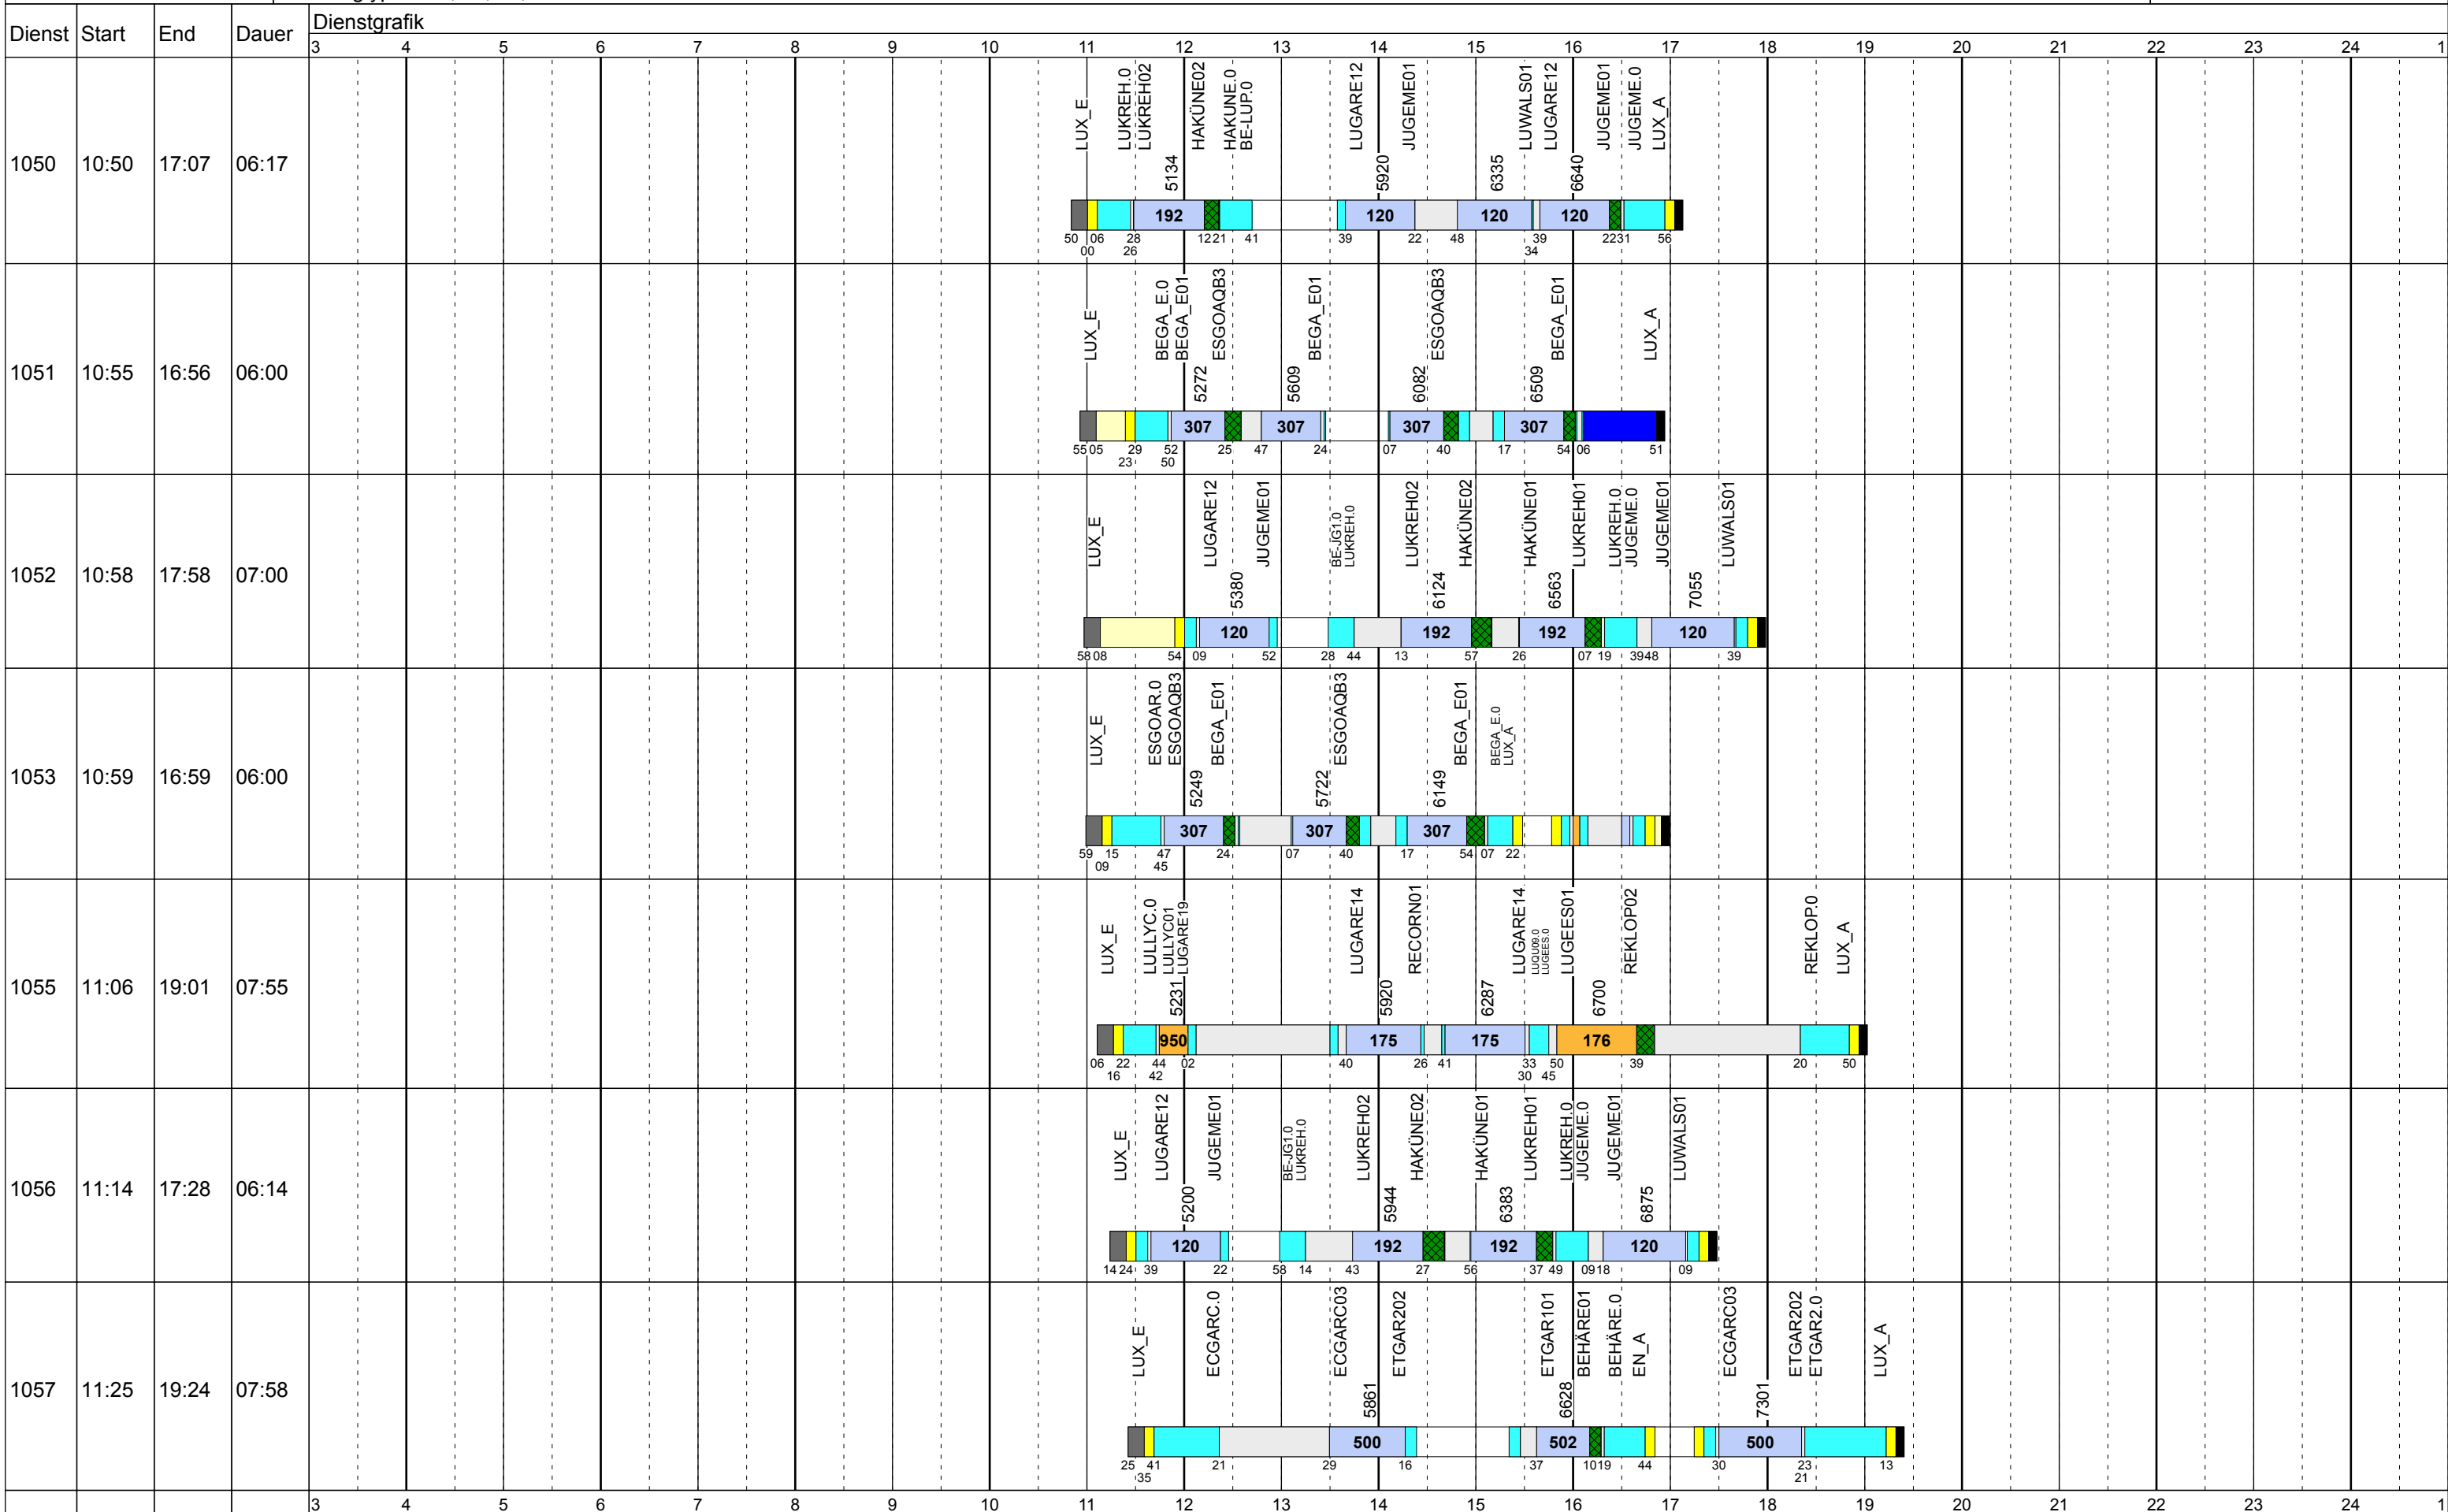 Dienst Start End Dauer Dienstgrafik
3 4 5 6 7 8 9 10 11 12 13 14 15 16 17 18 19 20 21 22 23 24 1
LUX_E LUKREH.0 LUKREH02 HAKÜNE02 HAKÜNE.0 BE-LUP.0 LUGARE12 JUGEME01 LUWALS01 LUGARE12 JUGEME01 JUGEME.0 LUX_A
5134 5920 6335 6640
1050 10:50 17:07 06:17
192 120 120 120
50 06 28 12 21 41 39 22 48 39 22 31 56
00 26 34
LUX_E BEGA_E.0 BEGA_E01 ESGOAQB3 BEGA_E01 ESGOAQB3 BEGA_E01 LUX_A
5272 5609 6082 6509
1051 10:55 16:56 06:00
307 307 307 307
55 05 29 52 25 47 24 07 40 17 54 06 51
23 50
LUX_E LUGARE12 JUGEME01 BE-JG1.0 LUKREH.0 LUKREH02 HAKÜNE02 HAKÜNE01 LUKREH01 LUKREH.0 JUGEME.0 JUGEME01 LUWALS01
5380 6124 6563 7055
1052 10:58 17:58 07:00
120 192 192 120
58 08 54 09 52 28 44 13 57 26 07 19 39 48 39
LUX_E ESGOAR.0 ESGOAQB3 BEGA_E01 ESGOAQB3 BEGA_E01 BEGA_E.0 LUX_A
5249 5722 6149
1053 10:59 16:59 06:00
307 307 307
59 15 47 24 07 40 17 54 07 22
09 45
LUX_E LULLYC.0 LULLYC01 LUGARE19 LUGARE14 RECORN01 LUGARE14 LUQU09.0 LUGEES.0 LUGEES01 REKLOP02 REKLOP.0 LUX_A
5231 5920 6287 6700
1055 11:06 19:01 07:55
950 175 175 176
06 22 44 02 40 26 41 33 50 39 20 50
16 42 30 45
LUX_E LUGARE12 JUGEME01 BE-JG1.0 LUKREH.0 LUKREH02 HAKÜNE02 HAKÜNE01 LUKREH01 LUKREH.0 JUGEME.0 JUGEME01 LUWALS01
5200 5944 6383 6875
1056 11:14 17:28 06:14
120 192 192 120
14 24 39 22 58 14 43 27 56 37 49 09 18 09
LUX_E ECGARC.0 ECGARC03 ETGAR202 ETGAR101 BEHÄRE01 BEHÄRE.0 EN_A ECGARC03 ETGAR202 ETGAR2.0 LUX_A
5861 6628 7301
1057 11:25 19:24 07:58
500 502 500
25 41 21 29 16 37 10 19 44 30 23 13
35 21
3 4 5 6 7 8 9 10 11 12 13 14 15 16 17 18 19 20 21 22 23 24 1